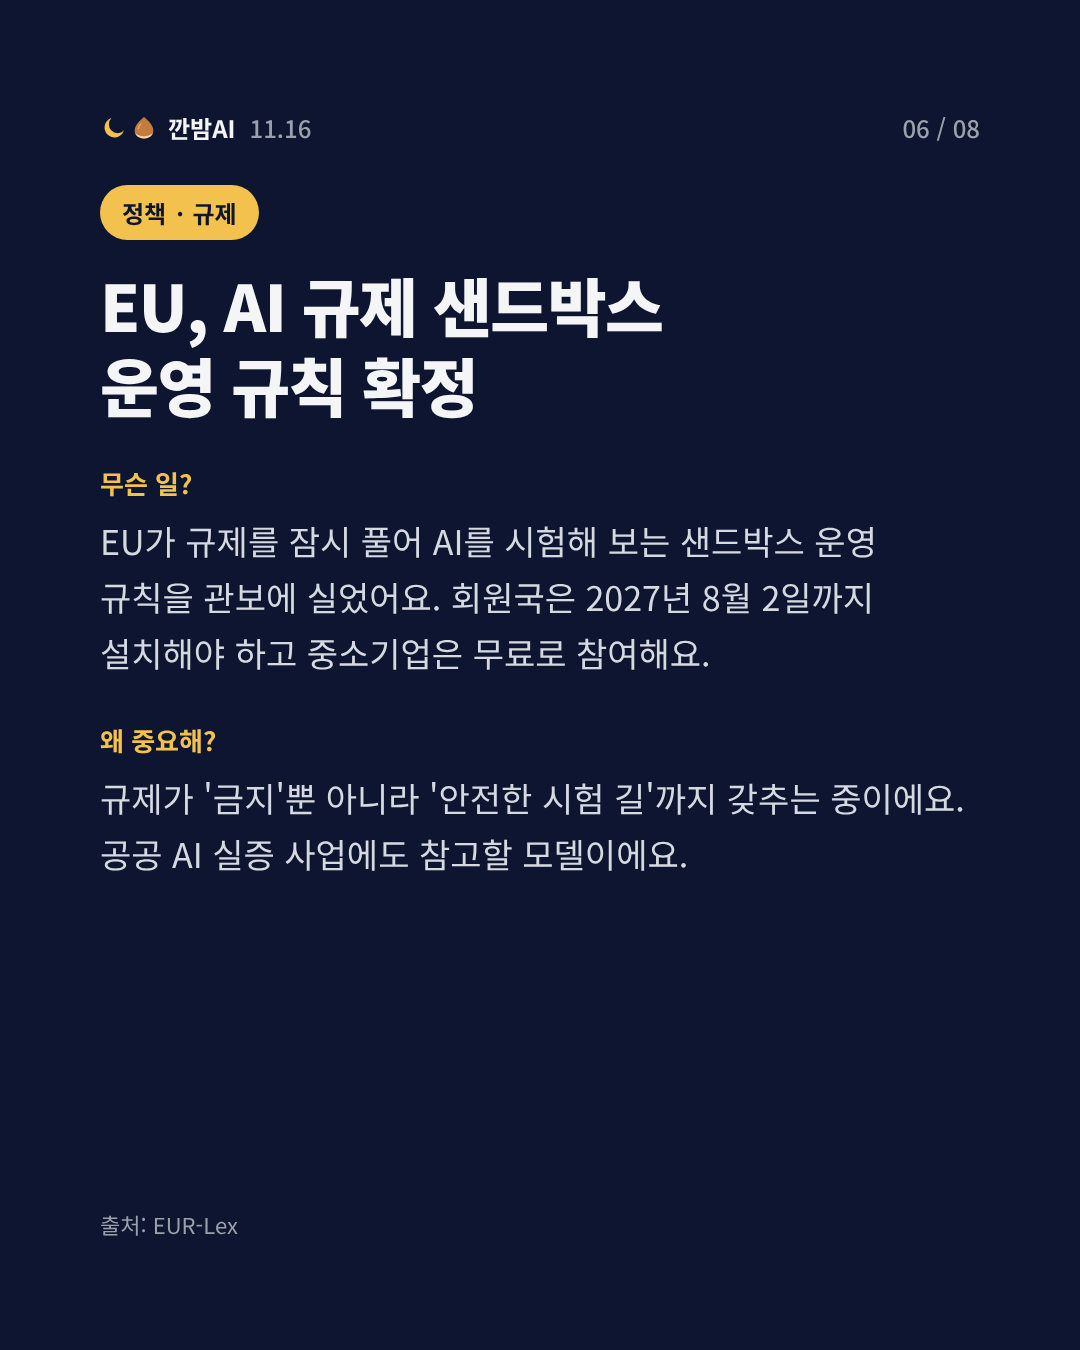 깐밤AI 11.16
06 / 08
정책 · 규제
EU, AI 규제 샌드박스
운영 규칙 확정
무슨 일?
EU가 규제를 잠시 풀어 AI를 시험해 보는 샌드박스 운영
규칙을 관보에 실었어요. 회원국은 2027년 8월 2일까지
설치해야 하고 중소기업은 무료로 참여해요.
왜 중요해?
규제가 '금지'뿐 아니라 '안전한 시험 길'까지 갖추는 중이에요.
공공 AI 실증 사업에도 참고할 모델이에요.
출처: EUR-Lex